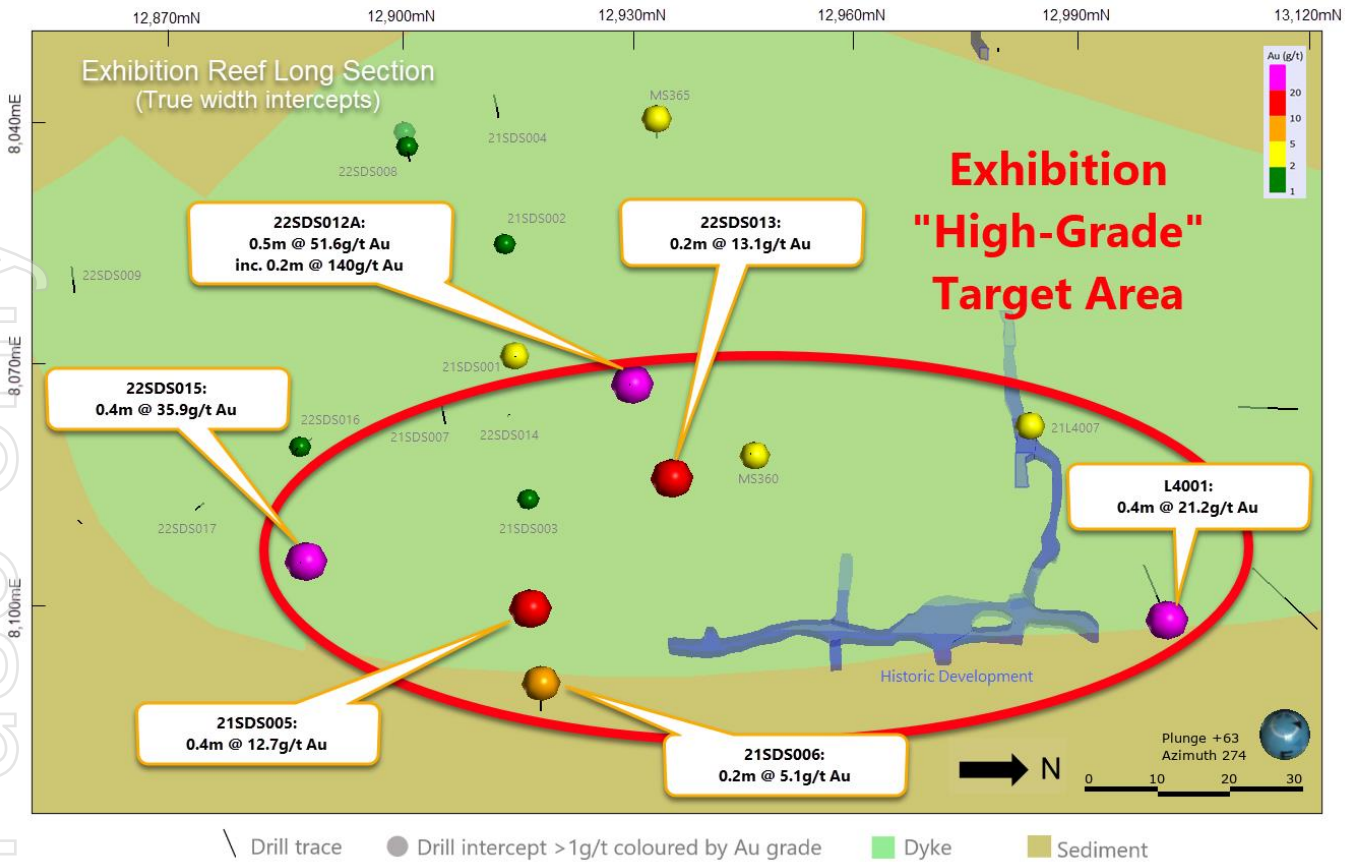 12,870mN
12,900mN
12,930mN
12,960mN
12,990mN
13,120mN
Exhibition Reef Long Section
(True width intercepts)
Au (g/t)
20
10
5
2
1
8,040mE
8,070mE
8,100mE
MS365
21SDS004
22SDS008
21SDS002
22SDS009
Exhibition
"High-Grade"
Target Area
22SDS012A:
0.5m @ 51.6g/t Au
inc. 0.2m @ 140g/t Au
22SDS013:
0.2m @ 13.1g/t Au
21SDS001
22SDS015:
0.4m @ 35.9g/t Au
22SDS016
21SDS007
22SDS014
21L4007
MS360
L4001:
0.4m @ 21.2g/t Au
22SDS017
21SDS003
Historic Development
21SDS005:
0.4m @ 12.7g/t Au
21SDS006:
0.2m @ 5.1g/t Au
N
Plunge +63
Azimuth 274
0 10 20 30
Drill trace
Drill intercept >1g/t coloured by Au grade
Dyke
Sediment